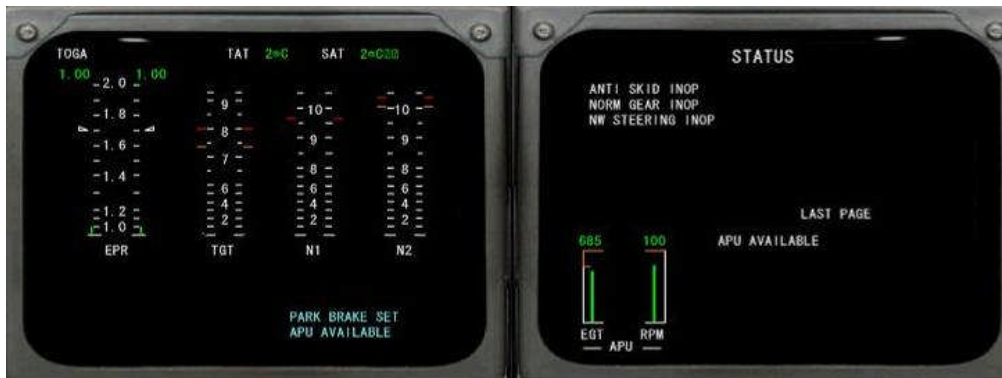 TOGA TAT 2°C SAT 2°C
1.00 1.00
2.0
1.8
1.6
1.4
1.2
1.0
EPR
9
8
7
6
4
2
TGT
10
9
8
6
4
2
N1
10
9
8
6
4
2
N2
PARK BRAKE SET
APU AVAILABLE
STATUS
ANTI SKID INOP
NORM GEAR INOP
NW STEERING INOP
LAST PAGE
685 100 APU AVAILABLE
EGT RPM
APU